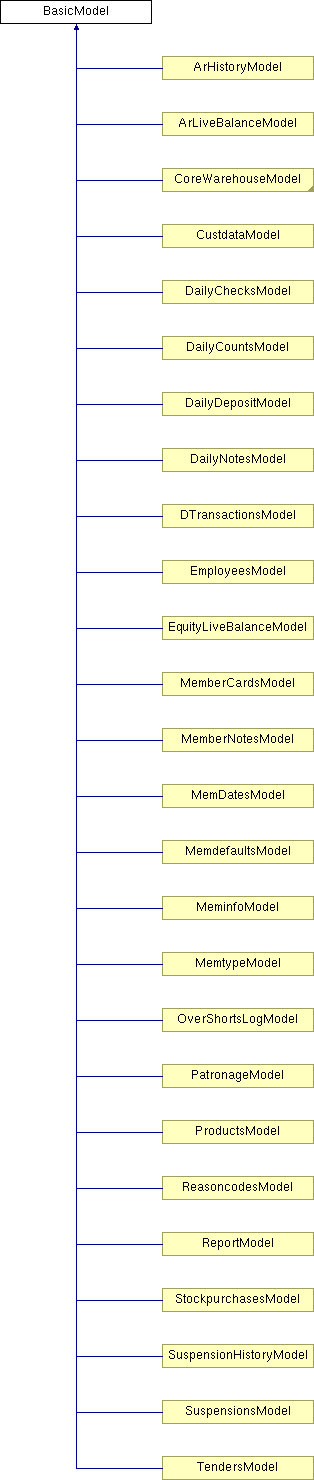 BasicModel
ArHistoryModel
ArLiveBalanceModel
CoreWarehouseModel
CustdataModel
DailyChecksModel
DailyCountsModel
DailyDepositModel
DailyNotesModel
DTransactionsModel
EmployeesModel
EquityLiveBalanceModel
MemberCardsModel
MemberNotesModel
MemDatesModel
MemdefaultsModel
MeminfoModel
MemtypeModel
OverShortsLogModel
PatronageModel
ProductsModel
ReasoncodesModel
ReportModel
StockpurchasesModel
SuspensionHistoryModel
SuspensionsModel
TendersModel